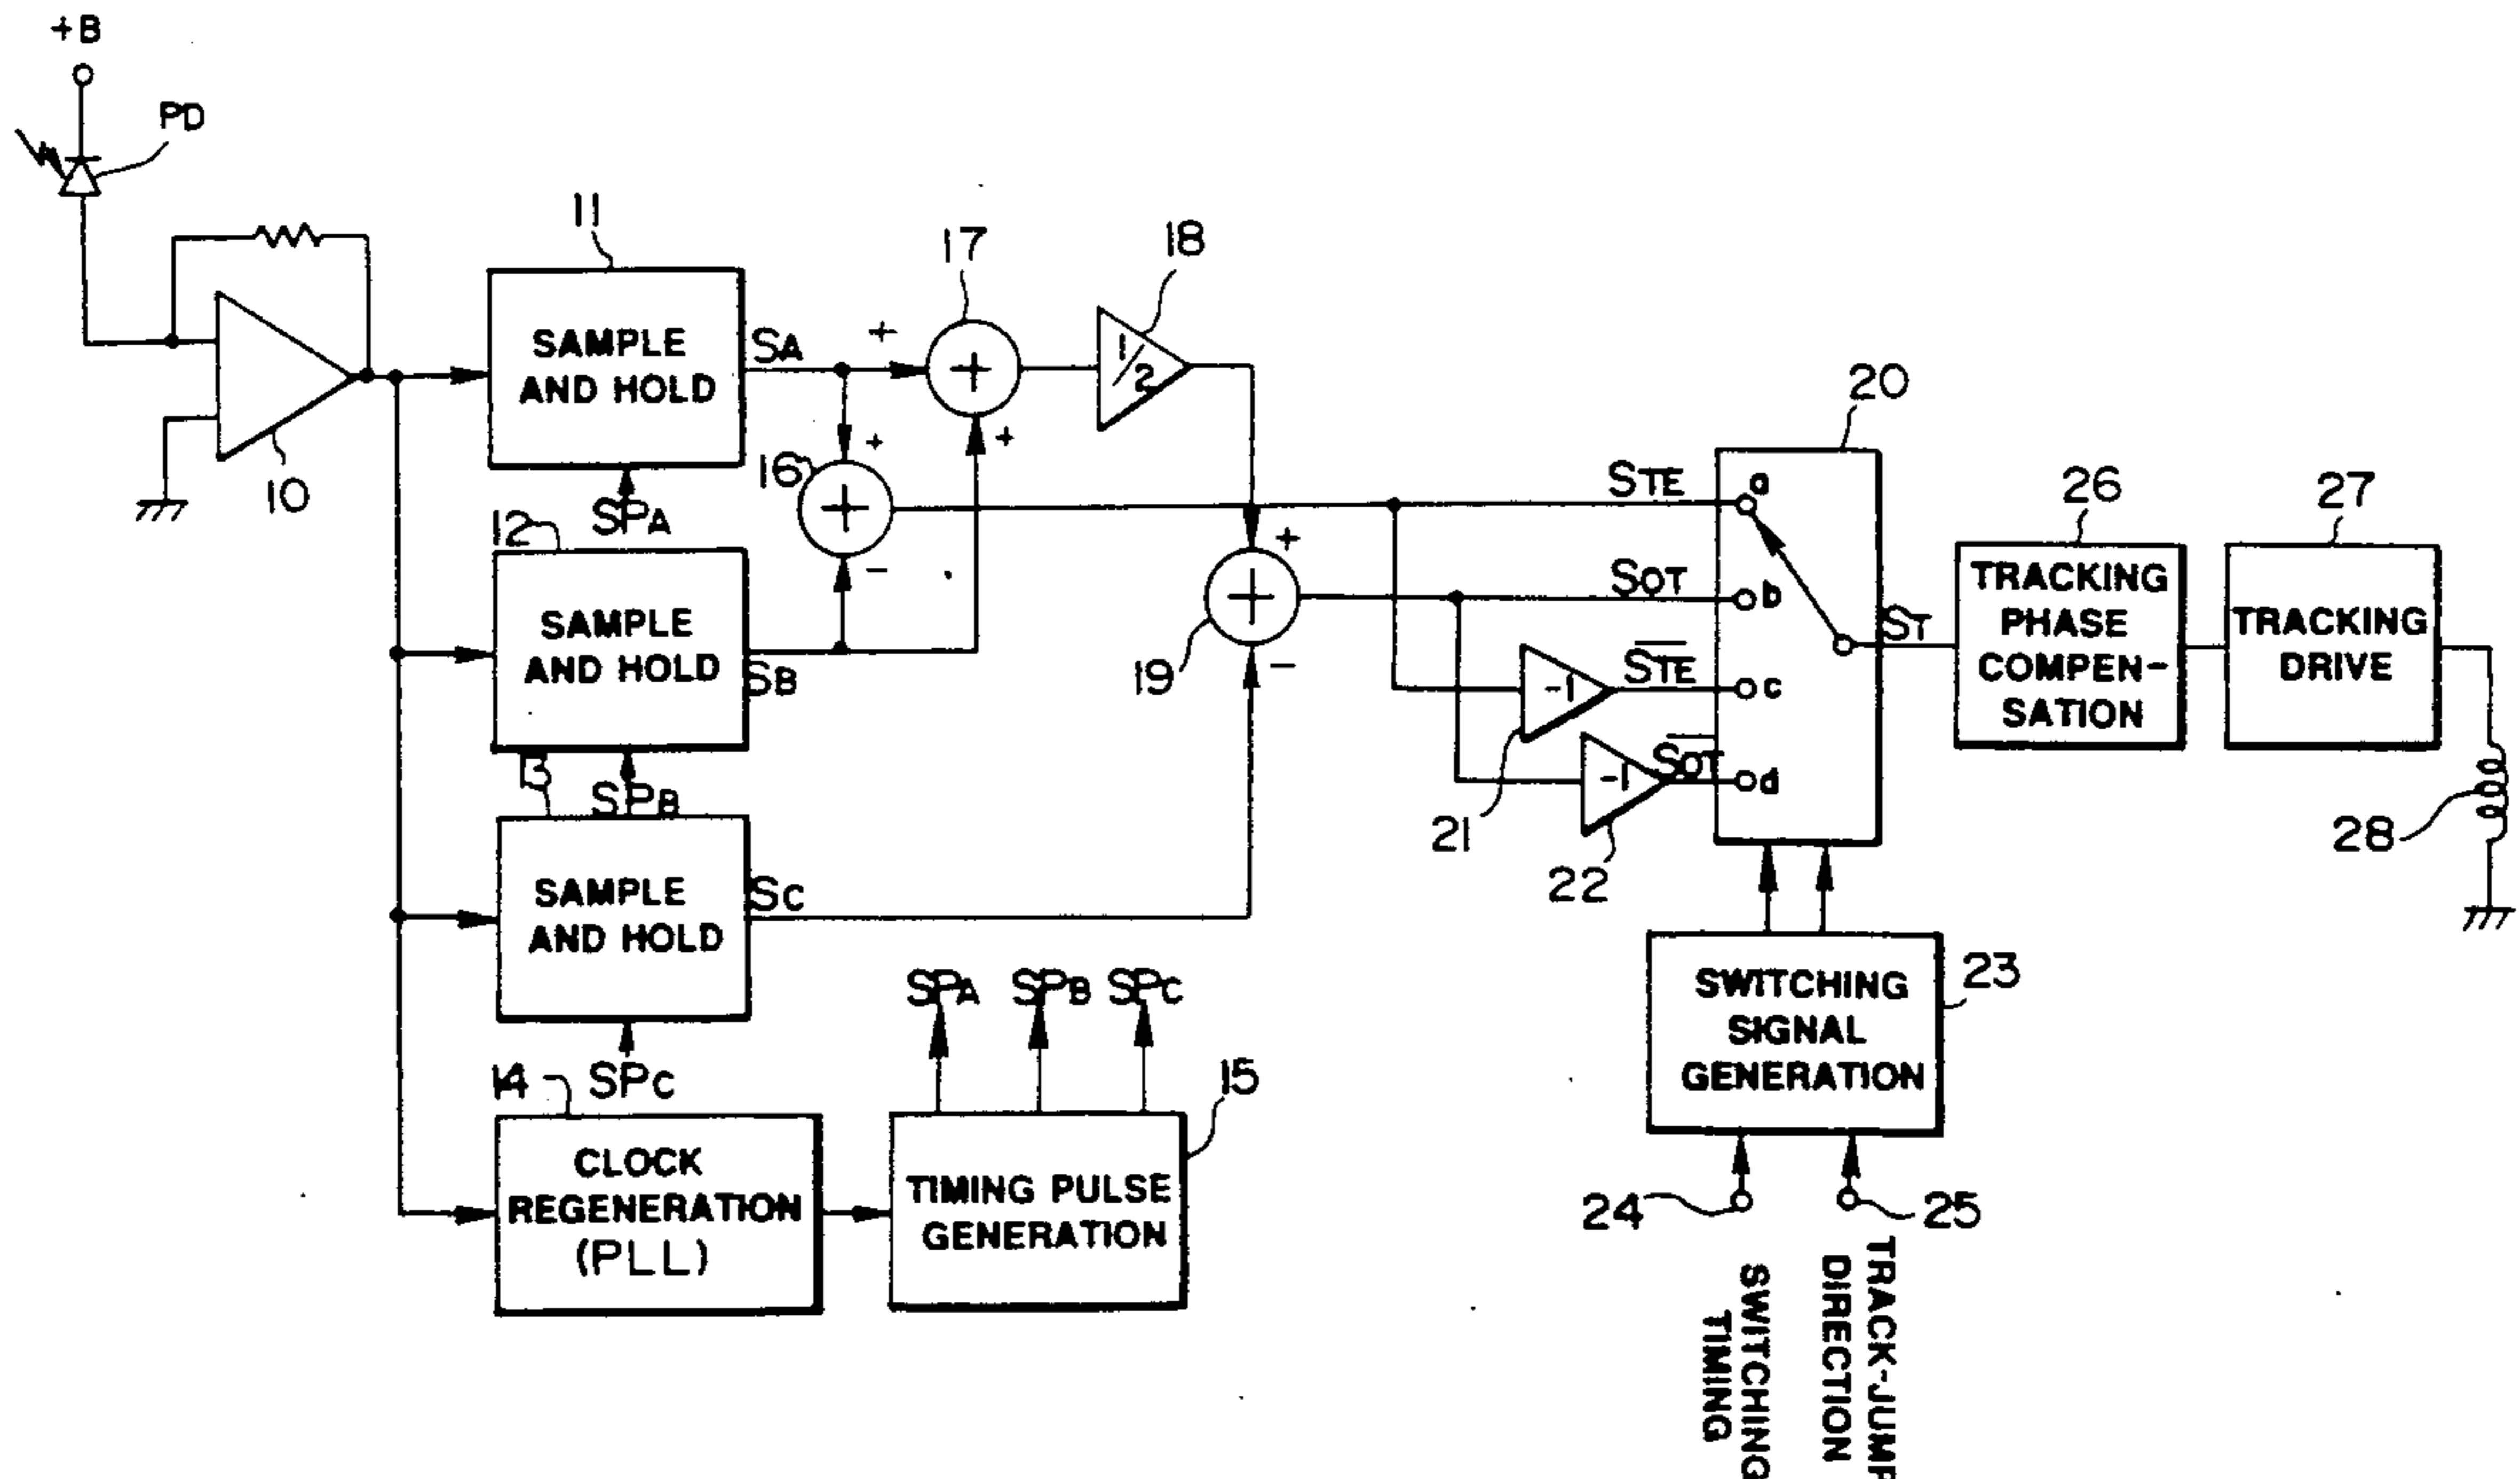 +B
PD
10
11
SAMPLE
AND HOLD
SA
+
17
+
+
18
1/2
SPA
12
SAMPLE
AND HOLD
SB
16
+
+
-
SPB
13
SAMPLE
AND HOLD
SC
SPC
14
CLOCK
REGENERATION
(PLL)
15
TIMING PULSE
GENERATION
SPA
SPB
SPC
19
+
+
-
STE
SOT
S̅T̅E̅
S̅O̅T̅
-1
21
-1
22
20
a
b
c
d
ST
23
SWITCHING
SIGNAL
GENERATION
24
25
SWITCHING
TIMING
TRACK-JUMP
DIRECTION
26
TRACKING
PHASE
COMPEN-
SATION
27
TRACKING
DRIVE
28